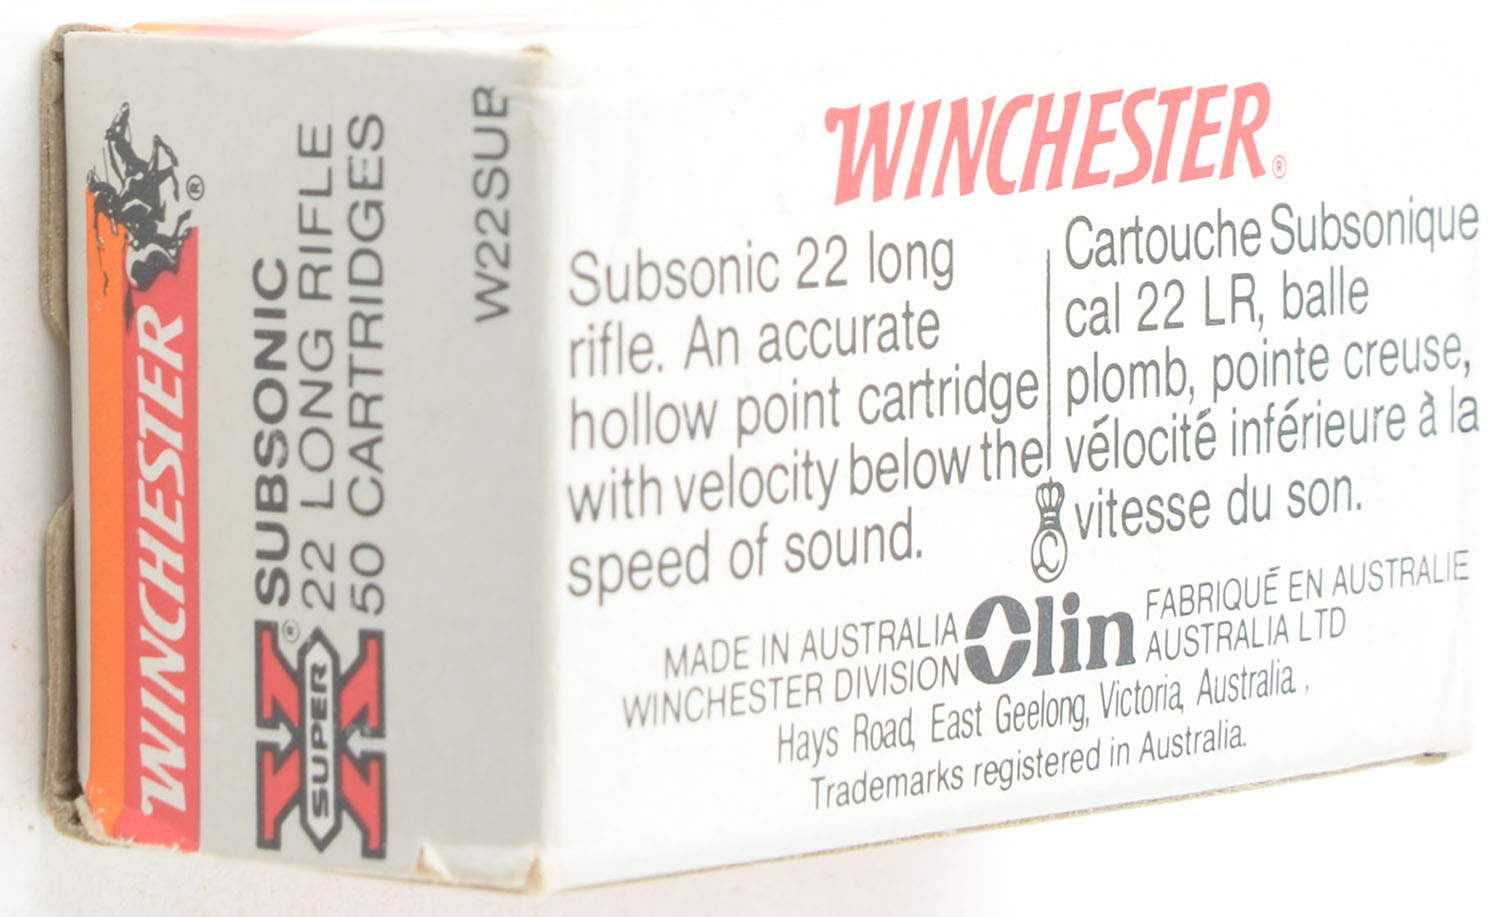 WINCHESTER
®
SUPER X
®
SUBSONIC
22 LONG RIFLE
50 CARTRIDGES
W22SUB
WINCHESTER®
Subsonic 22 long
rifle. An accurate
hollow point cartridge
with velocity below the
speed of sound.
Cartouche Subsonique
cal 22 LR, balle
plomb, pointe creuse,
vélocité inférieure à la
vitesse du son.
MADE IN AUSTRALIA
WINCHESTER DIVISION
Olin
FABRIQUÉ EN AUSTRALIE
AUSTRALIA LTD
Hays Road, East Geelong, Victoria, Australia.,
Trademarks registered in Australia.